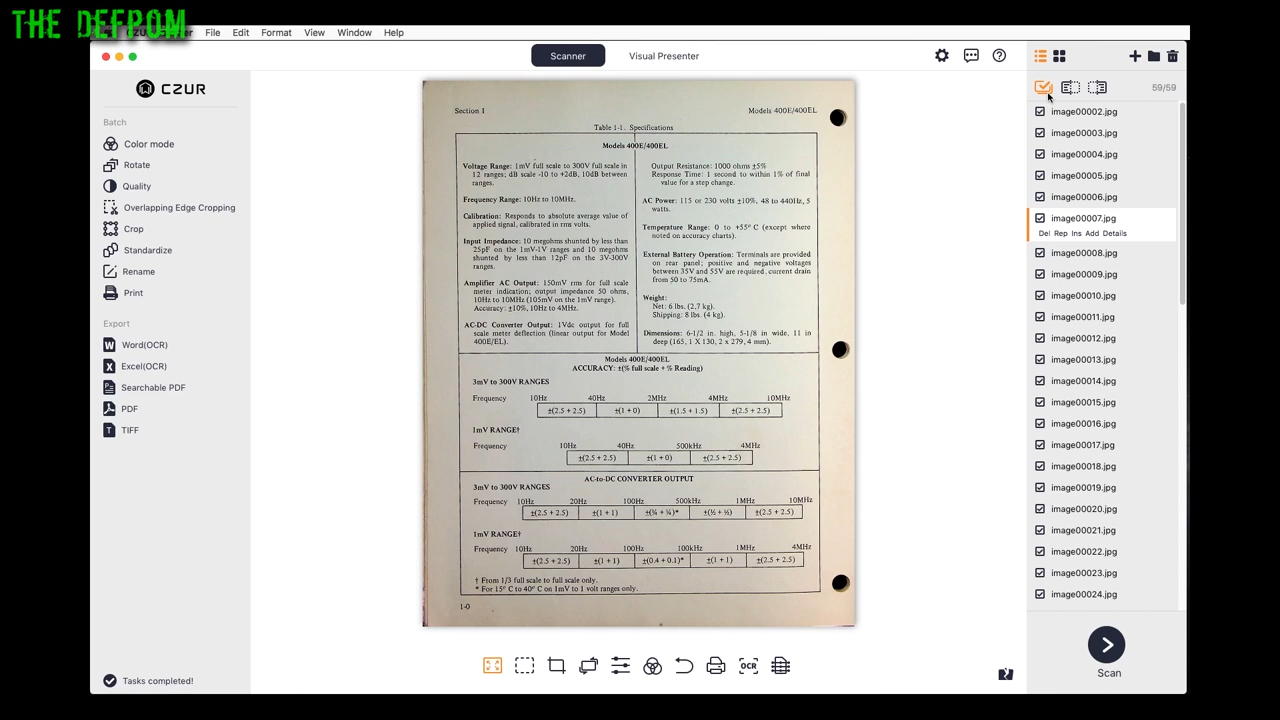 THE DEFPOM
File Edit Format View Window Help
Scanner Visual Presenter
CZUR
Batch
Color mode
Rotate
Quality
Overlapping Edge Cropping
Crop
Standardize
Rename
Print
Export
Word(OCR)
Excel(OCR)
Searchable PDF
PDF
TIFF
Tasks completed!
Section I Models 400E/400EL
Table 1-1. Specifications
Models 400E/400EL
Voltage Range: 1mV full scale to 300V full scale in
12 ranges; dB scale -10 to +2dB, 10dB between
ranges.
Frequency Range: 10Hz to 10MHz.
Calibration: Responds to absolute average value of
applied signal, calibrated in rms volts.
Input Impedance: 10 megohms shunted by less than
25pF on the 1mV-1V ranges and 10 megohms
shunted by less than 12pF on the 3V-300V
ranges.
Amplifier AC Output: 150mV rms for full scale
meter indication; output impedance 50 ohms,
10Hz to 10MHz (105mV on the 1mV range).
Accuracy: ±10%, 10Hz to 4MHz.
AC-DC Converter Output: 1Vdc output for full
scale meter deflection (linear output for Model
400E/EL).
Output Resistance: 1000 ohms ±5%
Response Time: 1 second to within 1% of final
value for a step change.
AC Power: 115 or 230 volts ±10%, 48 to 440Hz, 5
watts.
Temperature Range: 0 to +55° C (except where
noted on accuracy charts).
External Battery Operation: Terminals are provided
on rear panel; positive and negative voltages
between 35V and 55V are required, current drain
from 50 to 75mA.
Weight:
Net: 6 lbs. (2,7 kg).
Shipping: 8 lbs. (4 kg).
Dimensions: 6-1/2 in. high, 5-1/8 in wide, 11 in
deep (165, 1 X 130, 2 x 279, 4 mm).
Models 400E/400EL
ACCURACY: ±(% full scale + % Reading)
3mV to 300V RANGES
Frequency 10Hz 40Hz 2MHz 4MHz 10MHz
±(2.5 + 2.5) ±(1 + 0) ±(1.5 + 1.5) ±(2.5 + 2.5)
1mV RANGE†
Frequency 10Hz 40Hz 500kHz 4MHz
±(2.5 + 2.5) ±(1 + 0) ±(2.5 + 2.5)
AC-to-DC CONVERTER OUTPUT
3mV to 300V RANGES
Frequency 10Hz 20Hz 100Hz 500kHz 1MHz 10MHz
±(2.5 + 2.5) ±(1 + 1) ±(¼ + ¼)* ±(½ + ½) ±(2.5 + 2.5)
1mV RANGE†
Frequency 10Hz 20Hz 100Hz 100kHz 1MHz 4MHz
±(2.5 + 2.5) ±(1 + 1) ±(0.4 + 0.1)* ±(1 + 1) ±(2.5 + 2.5)
† From 1/3 full scale to full scale only.
* For 15° C to 40° C on 1mV to 1 volt ranges only.
1-0
OCR
59/59
image00002.jpg
image00003.jpg
image00004.jpg
image00005.jpg
image00006.jpg
image00007.jpg
Del Rep Ins Add Details
image00008.jpg
image00009.jpg
image00010.jpg
image00011.jpg
image00012.jpg
image00013.jpg
image00014.jpg
image00015.jpg
image00016.jpg
image00017.jpg
image00018.jpg
image00019.jpg
image00020.jpg
image00021.jpg
image00022.jpg
image00023.jpg
image00024.jpg
Scan